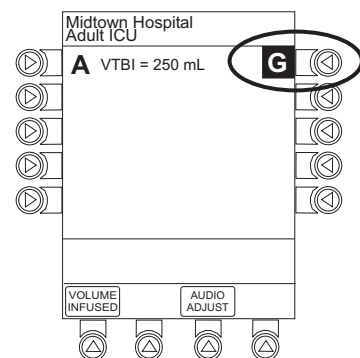 Midtown Hospital
Adult ICU
A VTBI = 250 mL G
VOLUME
INFUSED
AUDIO
ADJUST